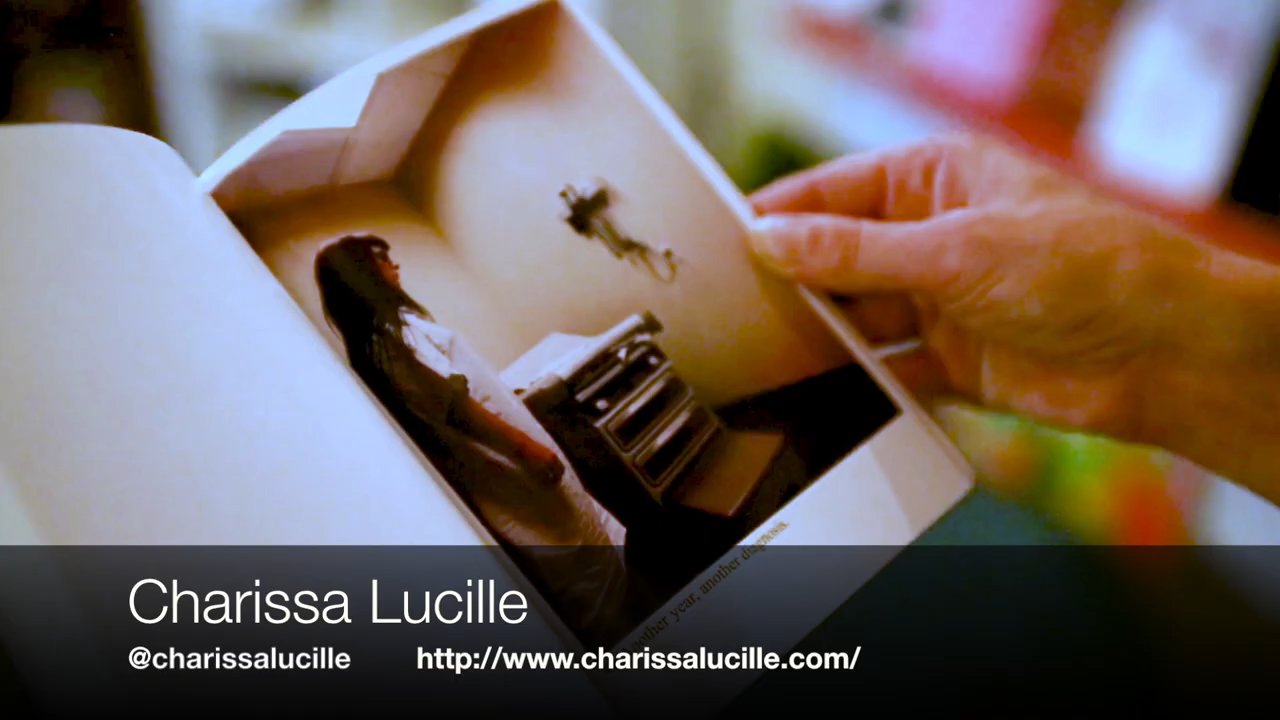 Another year, another diagnosis.
Charissa Lucille
@charissalucille http://www.charissalucille.com/